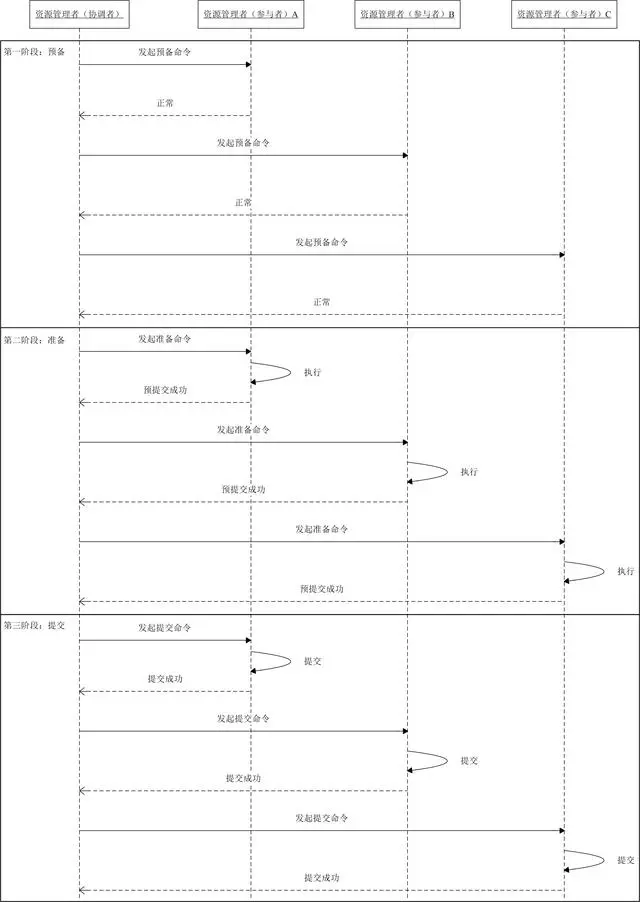 资源管理者（协调者）
资源管理者（参与者）A
资源管理者（参与者）B
资源管理者（参与者）C
第一阶段：预备
发起预备命令
正常
发起预备命令
正常
发起预备命令
正常
第二阶段：准备
发起准备命令
执行
预提交成功
发起准备命令
执行
预提交成功
发起准备命令
执行
预提交成功
第三阶段：提交
发起提交命令
提交
提交成功
发起提交命令
提交
提交成功
发起提交命令
提交
提交成功